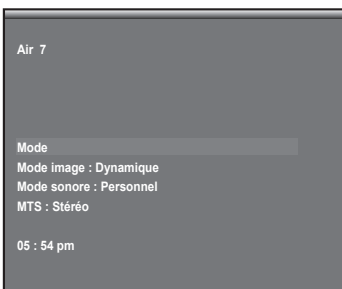 Air 7
Mode
Mode image : Dynamique
Mode sonore : Personnel
MTS : Stéréo
05 : 54 pm